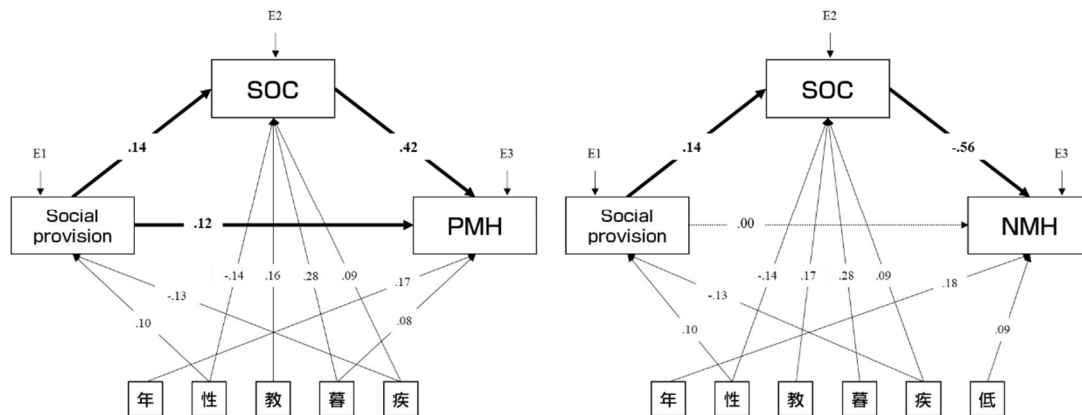 E2
SOC
.14
.42
E1
E3
Social
provision
.12
PMH
-.14
.16
.28
.09
.17
-.13
.10
.08
年
性
教
暮
疾
E2
SOC
.14
-.56
E1
E3
Social
provision
.00
NMH
-.14
.17
.28
.09
.18
-.13
.10
.09
年
性
教
暮
疾
低